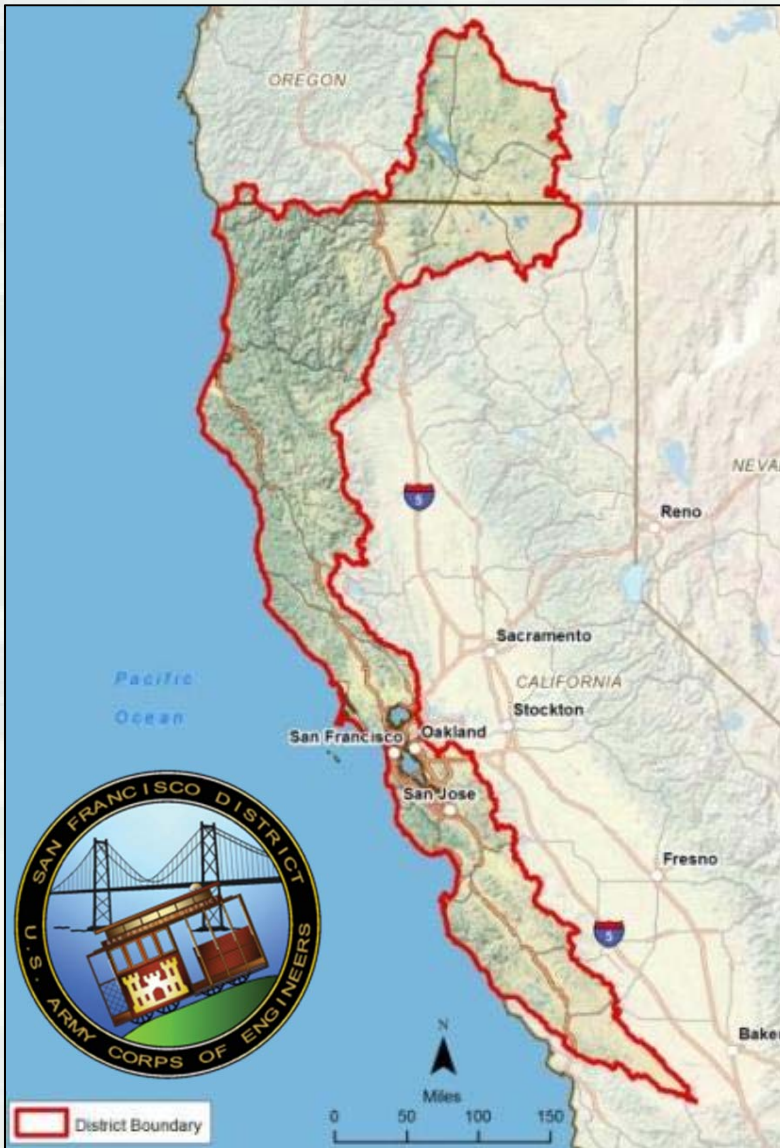 OREGON
NEVA
Reno
Sacramento
CALIFORNIA
Pacific
Ocean
Stockton
San Francisco
Oakland
San Jose
Fresno
5
5
Baker
SAN FRANCISCO DISTRICT
U.S. ARMY CORPS OF ENGINEERS
N
Miles
0 50 100 150
District Boundary